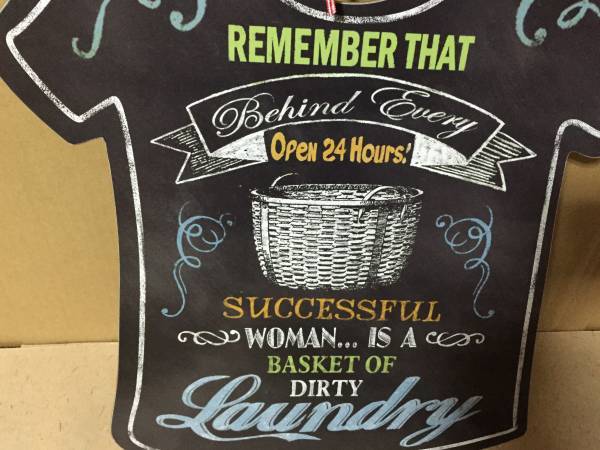 REMEMBER THAT
Behind Every
OPEN 24 HOURS!
SUCCESSFUL
WOMAN... IS A
BASKET OF
DIRTY
Laundry